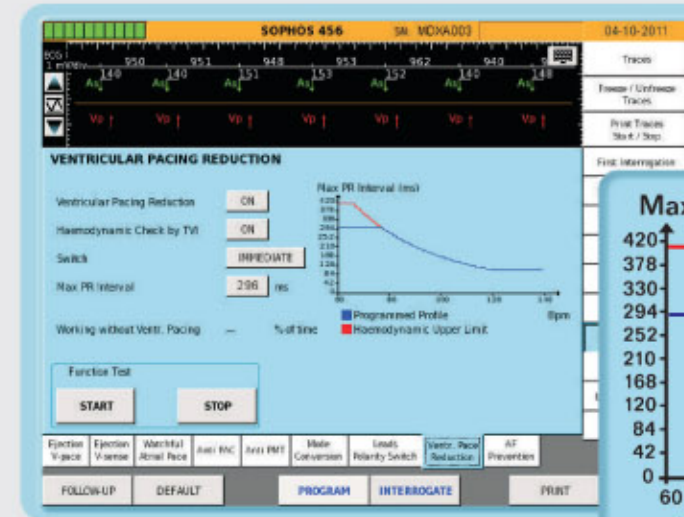 SOPHOS 456 SN. MOXA003 04-10-2011
ECG
950 951 948 953 962 940
As 140 As 140 As 151 As 153 As 152 As 140 As 148
Vp Vp Vp Vp Vp Vp Vp
Traces
Freeze / Unfreeze
Traces
Print Traces
Start / Stop
First Interrogation
VENTRICULAR PACING REDUCTION
Ventricular Pacing Reduction ON
Haemodynamic Check by TVI ON
Switch IMMEDIATE
Max PR Interval 296 ms
Working without Ventr. Pacing — % of time
Max PR Interval (ms)
Bpm
Programmed Profile
Haemodynamic Upper Limit
Function Test
START STOP
Ejection V-pace
Ejection V-sense
Watchful Atrial Pace
Anti PAC
Anti PMT
Mode Conversion
Leads Polarity Switch
Ventr. Pace Reduction
AF Prevention
FOLLOW-UP DEFAULT PROGRAM INTERROGATE PRINT
Max
420
378
330
294
252
210
168
120
84
42
0
60